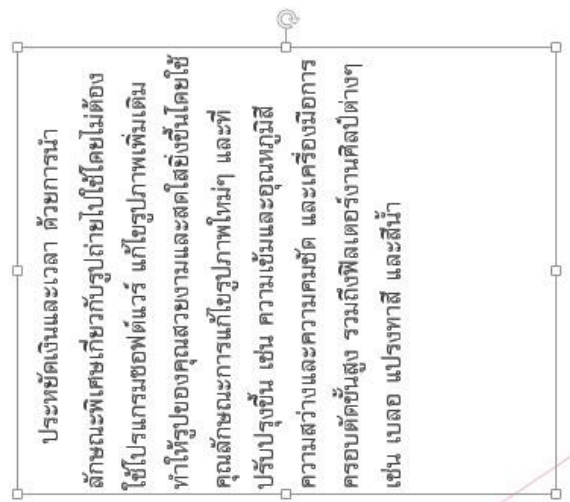 ประหยัดเงินและเวลา ด้วยการนำ
ลักษณะพิเศษเกี่ยวกับรูปถ่ายไปใช้โดยไม่ต้อง
ใช้โปรแกรมซอฟต์แวร์ แก้ไขรูปภาพเพิ่มเติม
ทำให้รูปของคุณสวยงามและสดใสยิ่งขึ้นโดยใช้
คุณลักษณะการแก้ไขรูปภาพใหม่ๆ และที่
ปรับปรุงขึ้น เช่น ความเข้มและอุณหภูมิสี
ความสว่างและความคมชัด และเครื่องมือการ
ครอบตัดขั้นสูง รวมถึงฟิลเตอร์งานศิลป์ต่างๆ
เช่น เบลอ แปรงทาสี และสีน้ำ